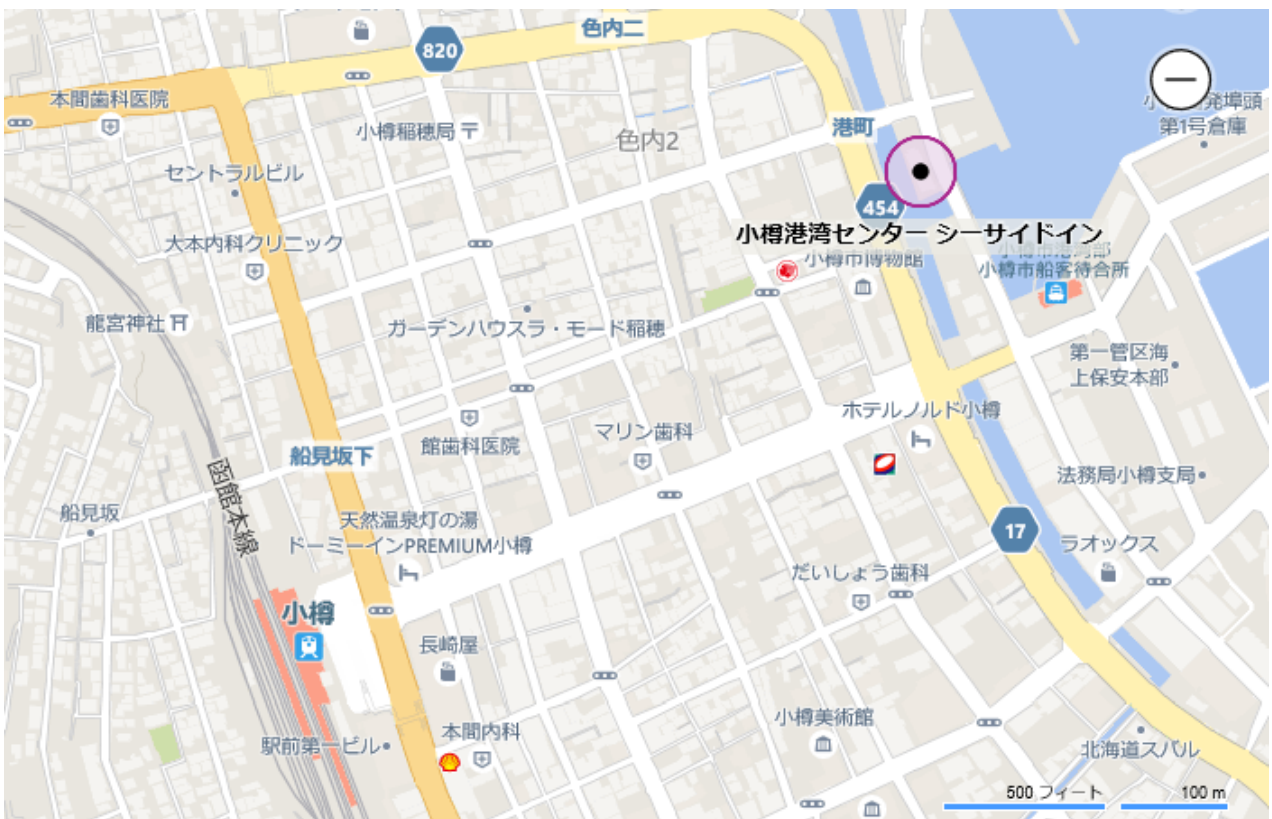 色内二
820
本間歯科医院
小樽稲穂局
色内2
港町
第1号倉庫
セントラルビル
454
小樽港湾センター シーサイドイン
大本内科クリニック
小樽市博物館
小樽市船客待合所
龍宮神社
ガーデンハウスラ・モード稲穂
第一管区海
上保安本部
ホテルノルド小樽
館歯科医院
マリン歯科
船見坂下
法務局小樽支局
函館本線
船見坂
天然温泉灯の湯
ドーミーインPREMIUM小樽
17
ラオックス
だいしょう歯科
小樽
長崎屋
小樽美術館
本間内科
駅前第一ビル
北海道スバル
500 フィート
100 m